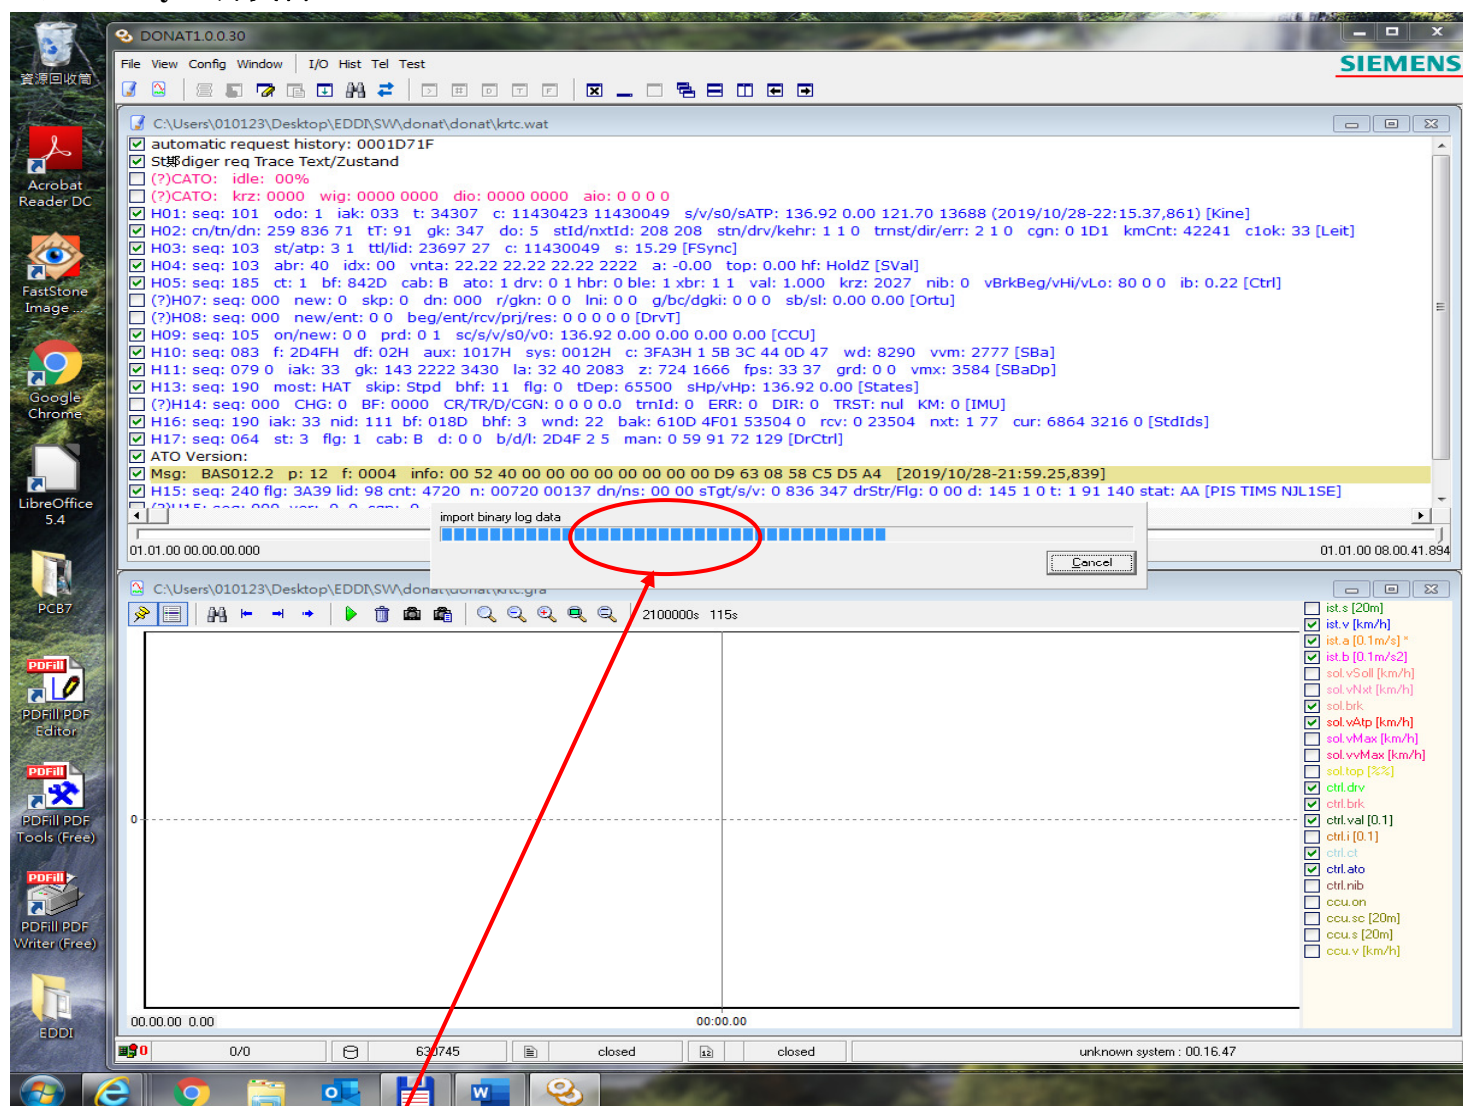 DONAT1.0.0.30
File View Config Window I/O Hist Tel Test
SIEMENS
資源回收筒
Acrobat
Reader DC
FastStone
Image ...
Google
Chrome
LibreOffice
5.4
PCB7
PDFill
PDFill PDF
Editor
PDFill
PDFill PDF
Tools (Free)
PDFill
PDFill PDF
Writer (Free)
EDDI
C:\Users\010123\Desktop\EDDI\SW\donat\donat\krtc.wat
automatic request history: 0001D71F
St鄚diger req Trace Text/Zustand
(?)CATO: idle: 00%
(?)CATO: krz: 0000 wig: 0000 0000 dio: 0000 0000 aio: 0 0 0 0
H01: seq: 101 odo: 1 iak: 033 t: 34307 c: 11430423 11430049 s/v/s0/sATP: 136.92 0.00 121.70 13688 (2019/10/28-22:15.37,861) [Kine]
H02: cn/tn/dn: 259 836 71 tT: 91 gk: 347 do: 5 stId/nxtId: 208 208 stn/drv/kehr: 1 1 0 trnst/dir/err: 2 1 0 cgn: 0 1D1 kmCnt: 42241 c1ok: 33 [Leit]
H03: seq: 103 st/atp: 3 1 ttl/lid: 23697 27 c: 11430049 s: 15.29 [FSync]
H04: seq: 103 abr: 40 idx: 00 vnta: 22.22 22.22 22.22 2222 a: -0.00 top: 0.00 hf: HoldZ [SVal]
H05: seq: 185 ct: 1 bf: 842D cab: B ato: 1 drv: 0 1 hbr: 0 ble: 1 xbr: 1 1 val: 1.000 krz: 2027 nib: 0 vBrkBeg/vHi/vLo: 80 0 0 ib: 0.22 [Ctrl]
(?)H07: seq: 000 new: 0 skp: 0 dn: 000 r/gkn: 0 0 lni: 0 0 g/bc/dgki: 0 0 0 sb/sl: 0.00 0.00 [Ortu]
(?)H08: seq: 000 new/ent: 0 0 beg/ent/rcv/prj/res: 0 0 0 0 0 [DrvT]
H09: seq: 105 on/new: 0 0 prd: 0 1 sc/s/v/s0/v0: 136.92 0.00 0.00 0.00 0.00 [CCU]
H10: seq: 083 f: 2D4FH df: 02H aux: 1017H sys: 0012H c: 3FA3H 1 5B 3C 44 0D 47 wd: 8290 vvm: 2777 [SBa]
H11: seq: 079 0 iak: 33 gk: 143 2222 3430 la: 32 40 2083 z: 724 1666 fps: 33 37 grd: 0 0 vmx: 3584 [SBaDp]
H13: seq: 190 most: HAT skip: Stpd bhf: 11 flg: 0 tDep: 65500 sHp/vHp: 136.92 0.00 [States]
(?)H14: seq: 000 CHG: 0 BF: 0000 CR/TR/D/CGN: 0 0 0 0.0 trnId: 0 ERR: 0 DIR: 0 TRST: nul KM: 0 [IMU]
H16: seq: 190 iak: 33 nid: 111 bf: 018D bhf: 3 wnd: 22 bak: 610D 4F01 53504 0 rcv: 0 23504 nxt: 1 77 cur: 6864 3216 0 [StdIds]
H17: seq: 064 st: 3 flg: 1 cab: B d: 0 0 b/d/l: 2D4F 2 5 man: 0 59 91 72 129 [DrCtrl]
ATO Version:
Msg: BAS012.2 p: 12 f: 0004 info: 00 52 40 00 00 00 00 00 00 00 00 D9 63 08 58 C5 D5 A4 [2019/10/28-21:59.25,839]
H15: seq: 240 flg: 3A39 lid: 98 cnt: 4720 n: 00720 00137 dn/ns: 00 00 sTgt/s/v: 0 836 347 drStr/Flg: 0 00 d: 145 1 0 t: 1 91 140 stat: AA [PIS TIMS NJL1SE]
import binary log data
Cancel
01.01.00 00.00.00.000
01.01.00 08.00.41.894
C:\Users\010123\Desktop\EDDI\SW\donat\donat\krtc.gra
2100000s 115s
ist.s [20m]
ist.v [km/h]
ist.a [0.1m/s] *
ist.b [0.1m/s2]
sol.vSoll [km/h]
sol.vNxt [km/h]
sol.brk
sol.vAtp [km/h]
sol.vMax [km/h]
sol.vvMax [km/h]
sol.top [%%]
ctrl.drv
ctrl.brk
ctrl.val [0.1]
ctrl.i [0.1]
ctrl.ct
ctrl.ato
ctrl.nib
ccu.on
ccu.sc [20m]
ccu.s [20m]
ccu.v [km/h]
0
00.00.00 0.00
00:00.00
0
0/0
630745
closed
12
closed
unknown system : 00.16.47